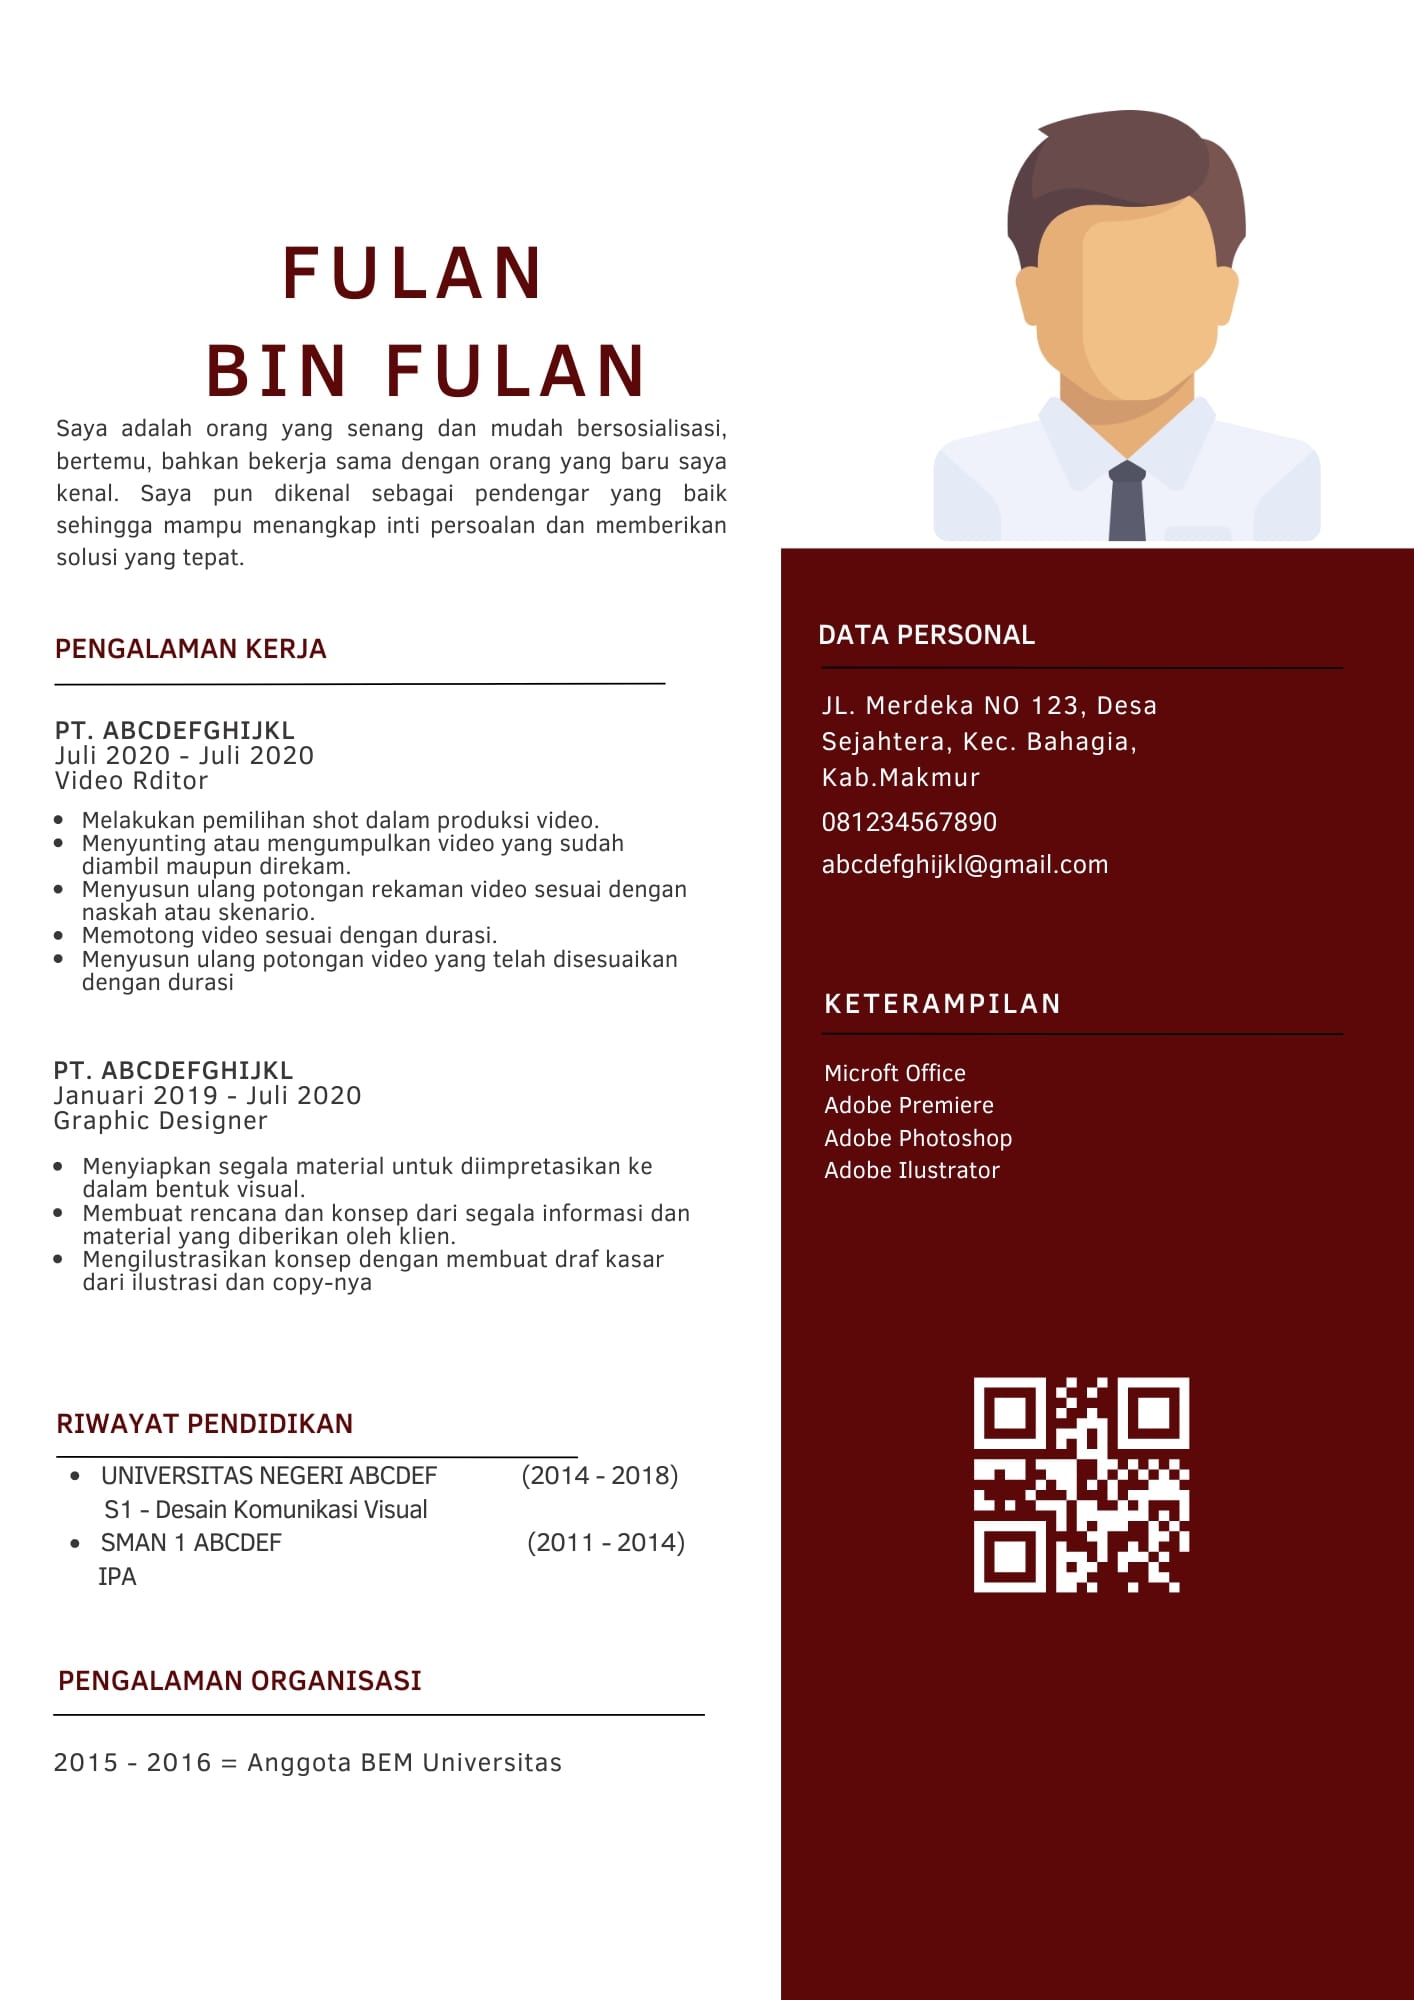 FULAN
BIN FULAN
Saya adalah orang yang senang dan mudah bersosialisasi,
bertemu, bahkan bekerja sama dengan orang yang baru saya
kenal. Saya pun dikenal sebagai pendengar yang baik
sehingga mampu menangkap inti persoalan dan memberikan
solusi yang tepat.
PENGALAMAN KERJA
PT. ABCDEFGHIJKL
Juli 2020 - Juli 2020
Video Rditor
• Melakukan pemilihan shot dalam produksi video.
• Menyunting atau mengumpulkan video yang sudah
diambil maupun direkam.
• Menyusun ulang potongan rekaman video sesuai dengan
naskah atau skenario.
• Memotong video sesuai dengan durasi.
• Menyusun ulang potongan video yang telah disesuaikan
dengan durasi
PT. ABCDEFGHIJKL
Januari 2019 - Juli 2020
Graphic Designer
• Menyiapkan segala material untuk diimpretasikan ke
dalam bentuk visual.
• Membuat rencana dan konsep dari segala informasi dan
material yang diberikan oleh klien.
• Mengilustrasikan konsep dengan membuat draf kasar
dari ilustrasi dan copy-nya
RIWAYAT PENDIDIKAN
• UNIVERSITAS NEGERI ABCDEF (2014 - 2018)
S1 - Desain Komunikasi Visual
• SMAN 1 ABCDEF (2011 - 2014)
IPA
PENGALAMAN ORGANISASI
2015 - 2016 = Anggota BEM Universitas
DATA PERSONAL
JL. Merdeka NO 123, Desa
Sejahtera, Kec. Bahagia,
Kab.Makmur
081234567890
abcdefghijkl@gmail.com
KETERAMPILAN
Microft Office
Adobe Premiere
Adobe Photoshop
Adobe Ilustrator